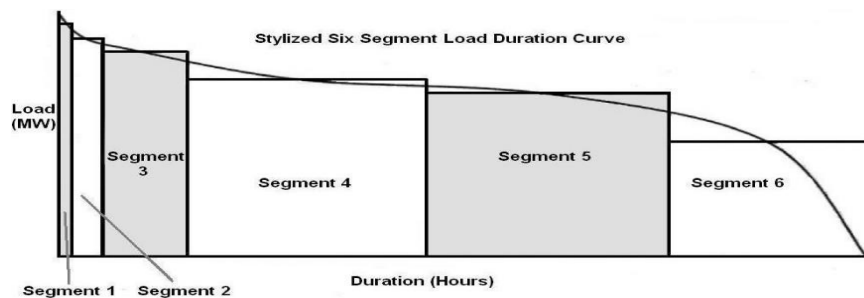 Stylized Six Segment Load Duration Curve
Load
(MW)
Segment
3
Segment 4
Segment 5
Segment 6
Segment 1
Segment 2
Duration (Hours)